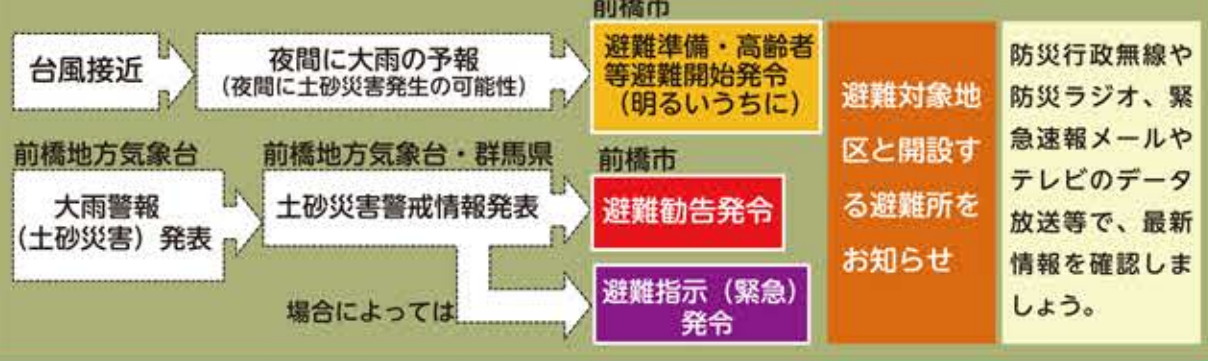 前橋市
台風接近
夜間に大雨の予報
(夜間に土砂災害発生の可能性)
避難準備・高齢者
等避難開始発令
(明るいうちに)
前橋地方気象台
大雨警報
(土砂災害)発表
前橋地方気象台・群馬県
土砂災害警戒情報発表
前橋市
避難勧告発令
場合によっては
避難指示(緊急)
発令
避難対象地
区と開設す
る避難所を
お知らせ
防災行政無線や
防災ラジオ、緊
急速報メールや
テレビのデータ
放送等で、最新
情報を確認しま
しょう。